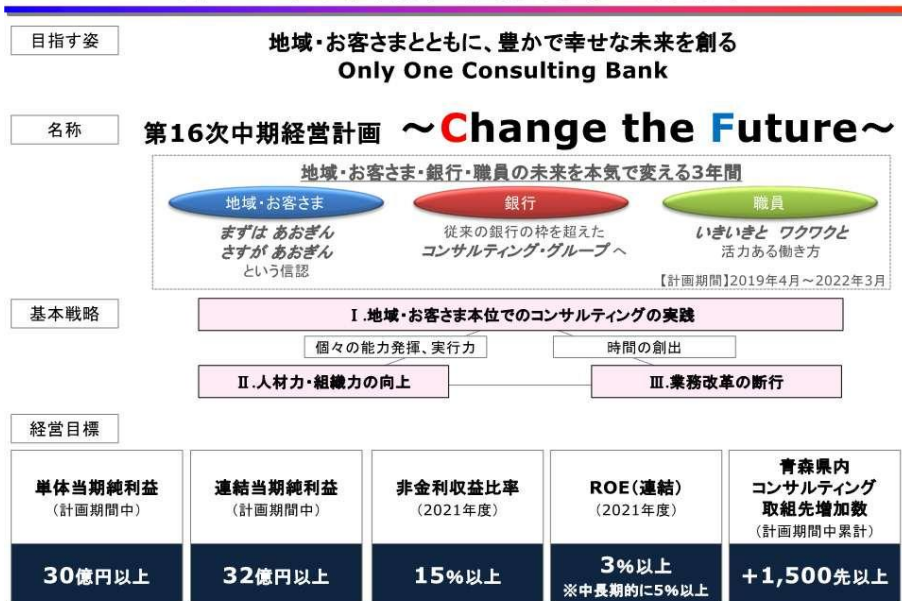 目指す姿
地域・お客さまとともに、豊かで幸せな未来を創る
Only One Consulting Bank
名称
第16次中期経営計画 ～Change the Future～
地域・お客さま・銀行・職員の未来を本気で変える3年間
地域・お客さま
まずは あおぎん
さすが あおぎん
という信認
銀行
従来の銀行の枠を超えた
コンサルティング・グループへ
職員
いきいきと ワクワクと
活力ある働き方
【計画期間】2019年4月～2022年3月
基本戦略
Ⅰ.地域・お客さま本位でのコンサルティングの実践
個々の能力発揮、実行力
時間の創出
Ⅱ.人材力・組織力の向上
Ⅲ.業務改革の断行
経営目標
単体当期純利益
（計画期間中）
30億円以上
連結当期純利益
（計画期間中）
32億円以上
非金利収益比率
（2021年度）
15%以上
ROE（連結）
（2021年度）
3%以上
※中長期的に5%以上
青森県内
コンサルティング
取組先増加数
（計画期間中累計）
+1,500先以上